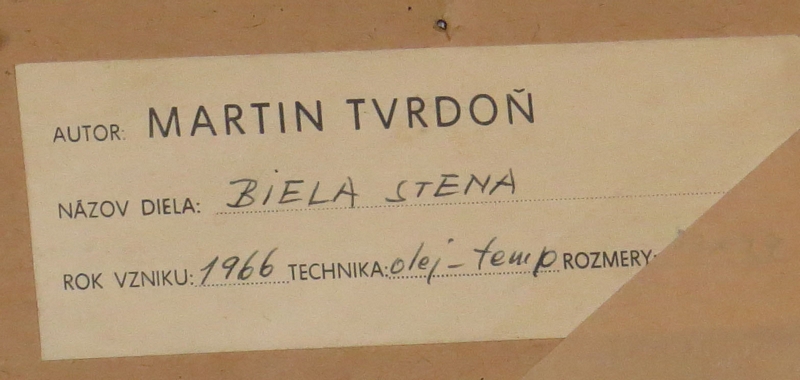 AUTOR: MARTIN TVRDOŇ
NÁZOV DIELA: BIELA STENA
ROK VZNIKU: 1966 TECHNIKA: olej - temp ROZMERY: